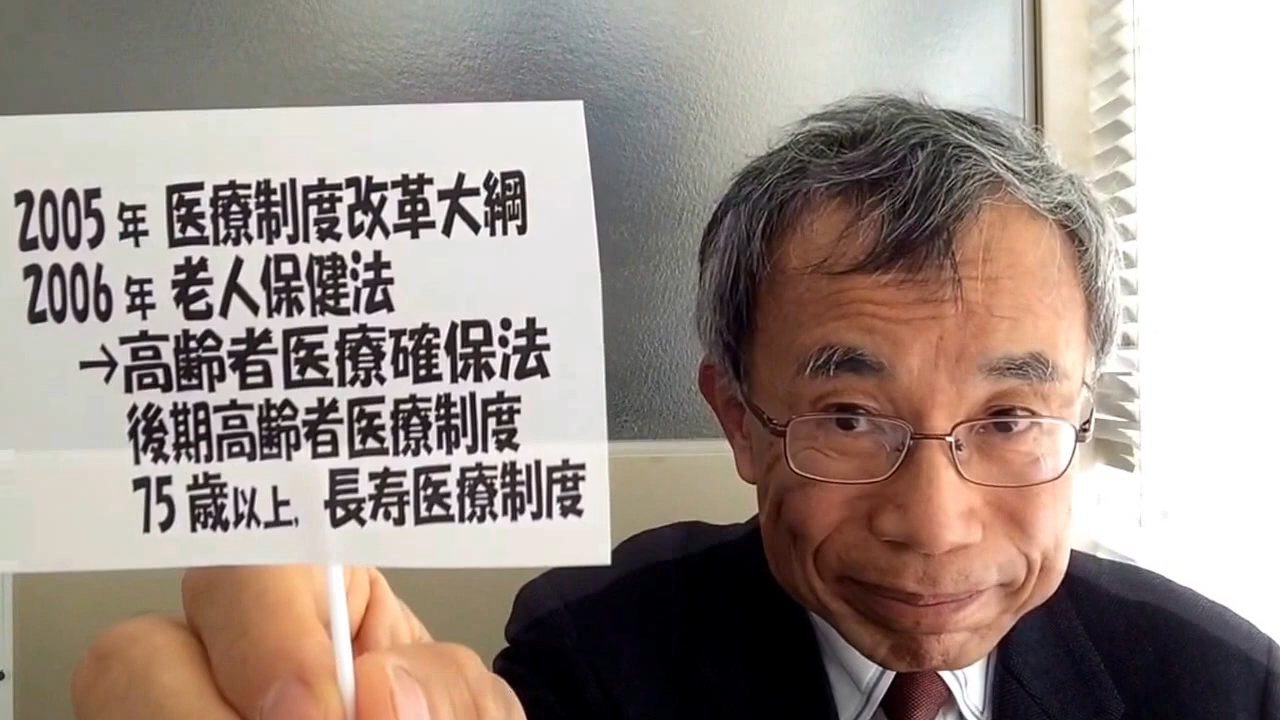 2005年 医療制度改革大綱
2006年 老人保健法
→高齢者医療確保法
後期高齢者医療制度
75歳以上, 長寿医療制度